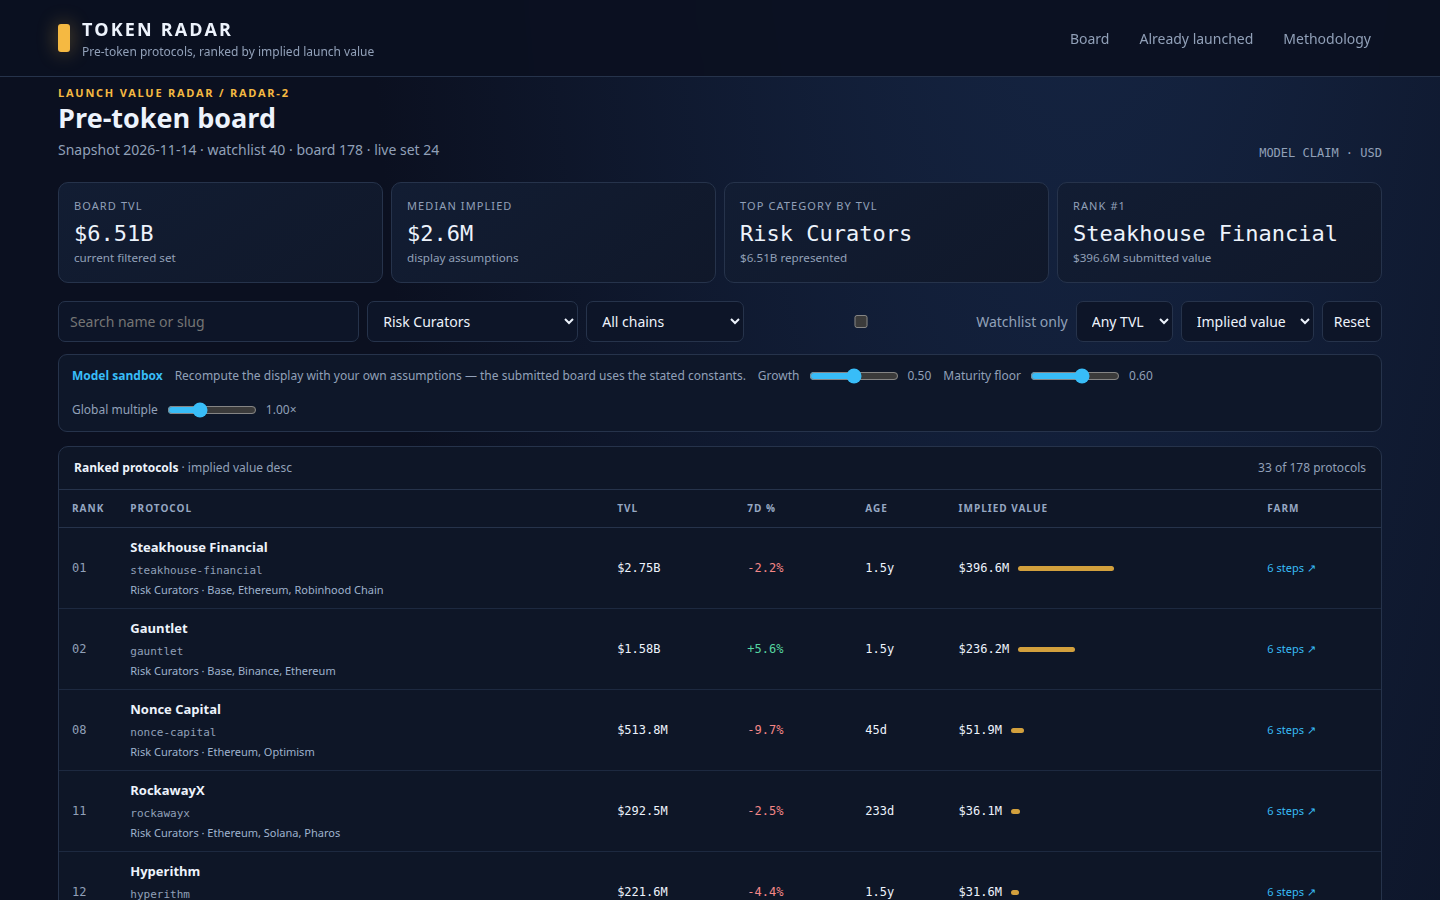 TOKEN RADAR
Pre-token protocols, ranked by implied launch value
Board Already launched Methodology
LAUNCH VALUE RADAR / RADAR-2
Pre-token board
Snapshot 2026-11-14 · watchlist 40 · board 178 · live set 24
MODEL CLAIM · USD
BOARD TVL
$6.51B
current filtered set
MEDIAN IMPLIED
$2.6M
display assumptions
TOP CATEGORY BY TVL
Risk Curators
$6.51B represented
RANK #1
Steakhouse Financial
$396.6M submitted value
Search name or slug Risk Curators All chains Watchlist only Any TVL Implied value Reset
Model sandbox Recompute the display with your own assumptions — the submitted board uses the stated constants. Growth 0.50 Maturity floor 0.60
Global multiple 1.00×
Ranked protocols · implied value desc 33 of 178 protocols
RANK PROTOCOL TVL 7D % AGE IMPLIED VALUE FARM
Steakhouse Financial
01 steakhouse-financial $2.75B -2.2% 1.5y $396.6M 6 steps ↗
Risk Curators · Base, Ethereum, Robinhood Chain
Gauntlet
02 gauntlet $1.58B +5.6% 1.5y $236.2M 6 steps ↗
Risk Curators · Base, Binance, Ethereum
Nonce Capital
08 nonce-capital $513.8M -9.7% 45d $51.9M 6 steps ↗
Risk Curators · Ethereum, Optimism
RockawayX
11 rockawayx $292.5M -2.5% 233d $36.1M 6 steps ↗
Risk Curators · Ethereum, Solana, Pharos
Hyperithm
12 hyperithm $221.6M -4.4% 1.5y $31.6M 6 steps ↗